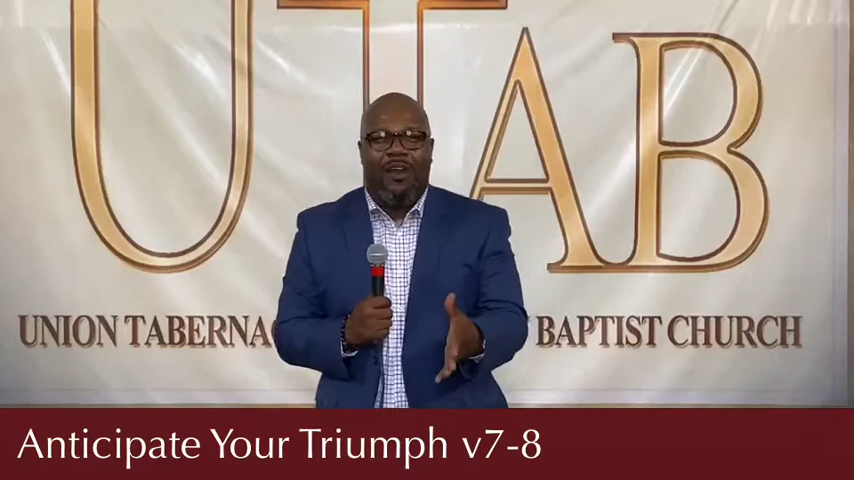 UTAB
UNION TABERNAC BAPTIST CHURCH
Anticipate Your Triumph v7-8